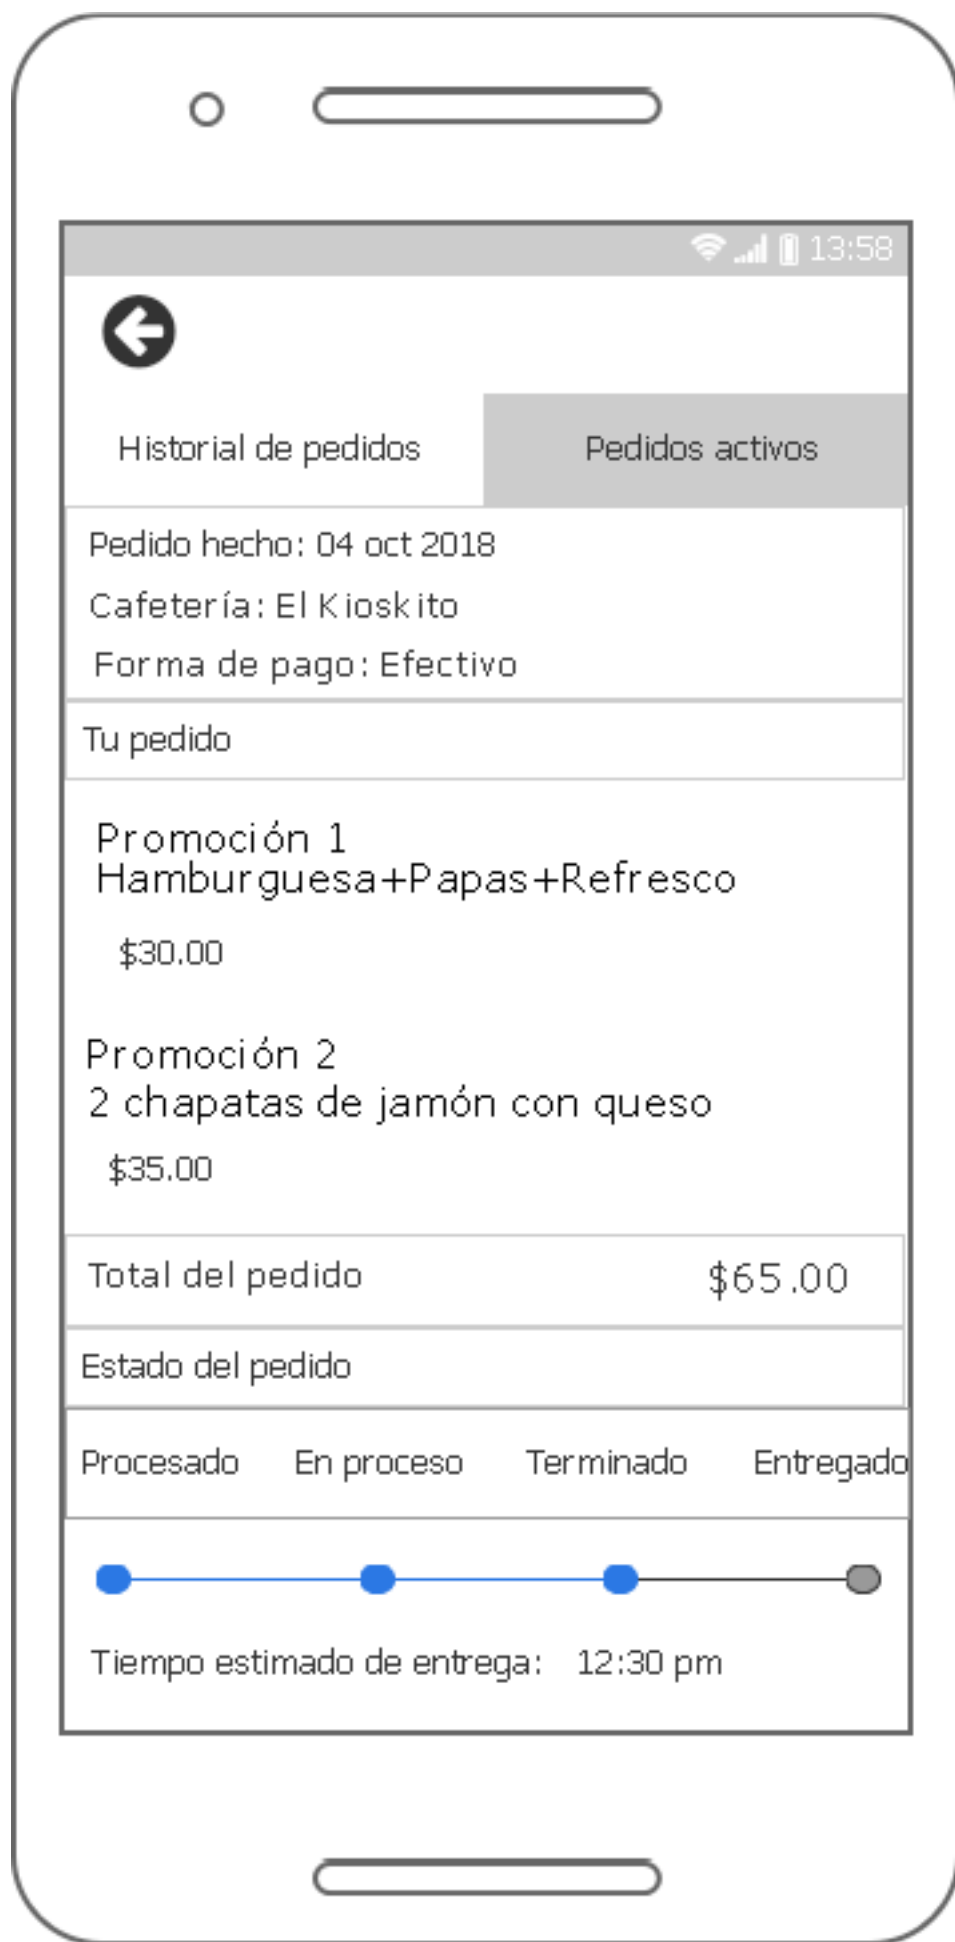 13:58
Historial de pedidos Pedidos activos
Pedido hecho: 04 oct 2018
Cafetería: El Kioskito
Forma de pago: Efectivo
Tu pedido
Promoción 1
Hamburguesa+Papas+Refresco
$30.00
Promoción 2
2 chapatas de jamón con queso
$35.00
Total del pedido $65.00
Estado del pedido
Procesado En proceso Terminado Entregado
Tiempo estimado de entrega: 12:30 pm